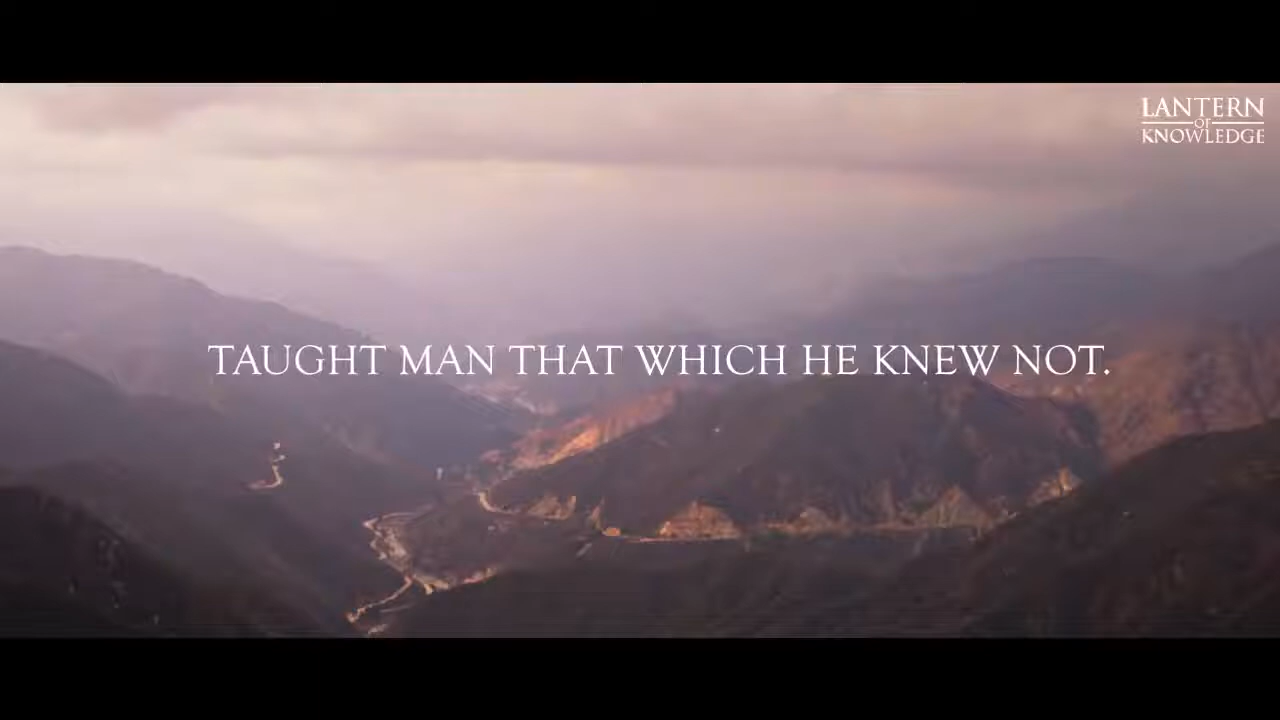 LANTERN
OF
KNOWLEDGE
TAUGHT MAN THAT WHICH HE KNEW NOT.